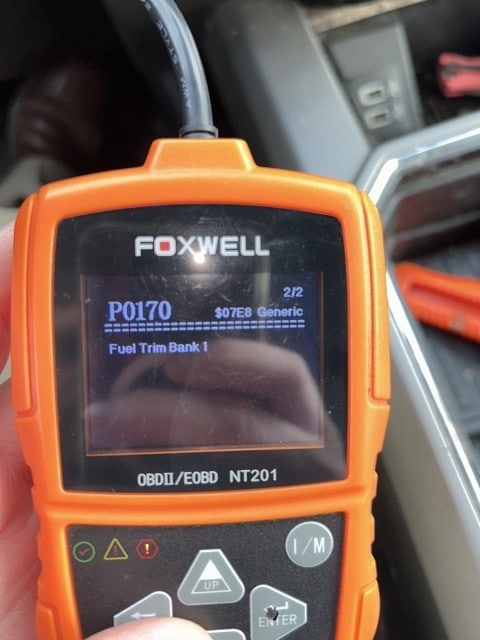 FOXWELL
2/2
P0170 $07E8 Generic
Fuel Trim Bank 1
OBDII/EOBD NT201
I/M
UP
ENTER